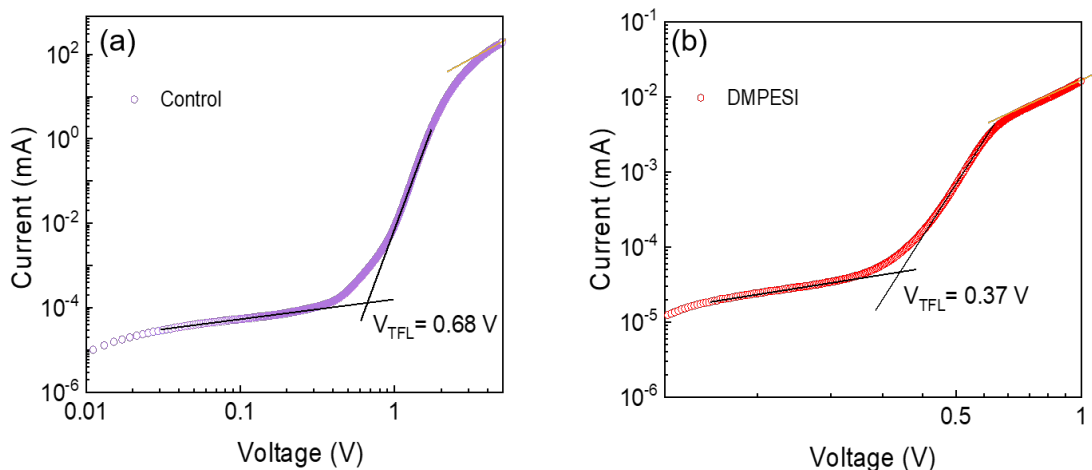 (a)
Control
V_TFL= 0.68 V
Current (mA)
10^2
10^0
10^-2
10^-4
10^-6
0.01
0.1
1
Voltage (V)
(b)
DMPESI
V_TFL= 0.37 V
Current (mA)
10^-1
10^-2
10^-3
10^-4
10^-5
10^-6
0.5
1
Voltage (V)